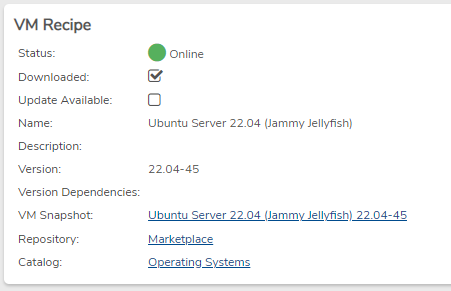 VM Recipe
Status: Online
Downloaded:
Update Available:
Name: Ubuntu Server 22.04 (Jammy Jellyfish)
Description:
Version: 22.04-45
Version Dependencies:
VM Snapshot: Ubuntu Server 22.04 (Jammy Jellyfish) 22.04-45
Repository: Marketplace
Catalog: Operating Systems